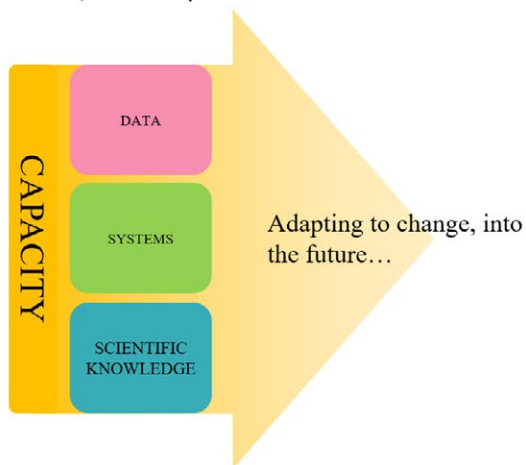 CAPACITY
DATA
SYSTEMS
SCIENTIFIC
KNOWLEDGE
Adapting to change, into
the future…